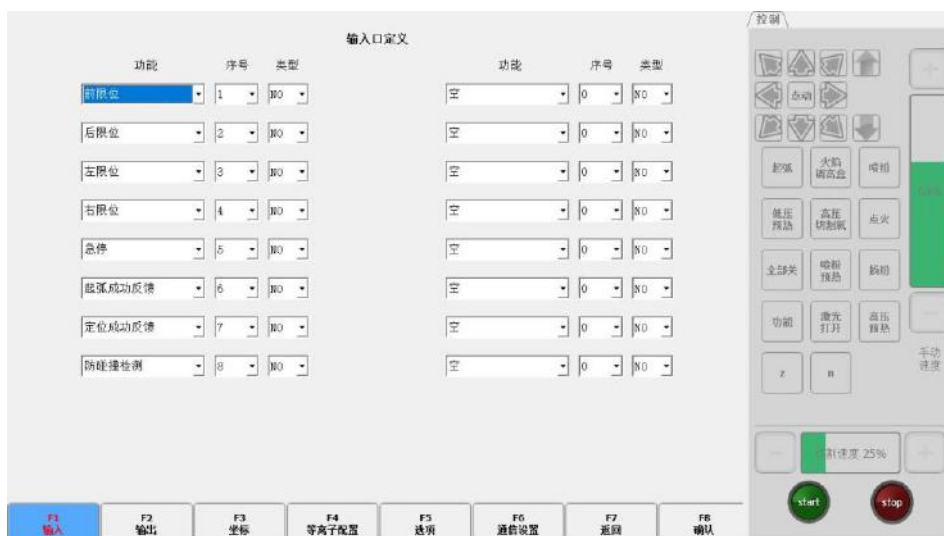 控制
输入口定义
功能 序号 类型 功能 序号 类型
前限位 1 NO 空 0 NO
后限位 2 NO 空 0 NO
左限位 3 NO 空 0 NO
右限位 4 NO 空 0 NO
急停 5 NO 空 0 NO
起弧成功反馈 6 NO 空 0 NO
定位成功反馈 7 NO 空 0 NO
防碰撞检测 8 NO 空 0 NO
点动
起弧 火焰调高盒 喷粉
低压预热 高压切割氧 点火
全部关 喷粉预热
功能 激光打开 高压预热
手动速度
z n
- 切割速度 25% +
start stop
F1 输入 F2 输出 F3 坐标 F4 等离子配置 F5 选项 F6 通信设置 F7 返回 F8 确认